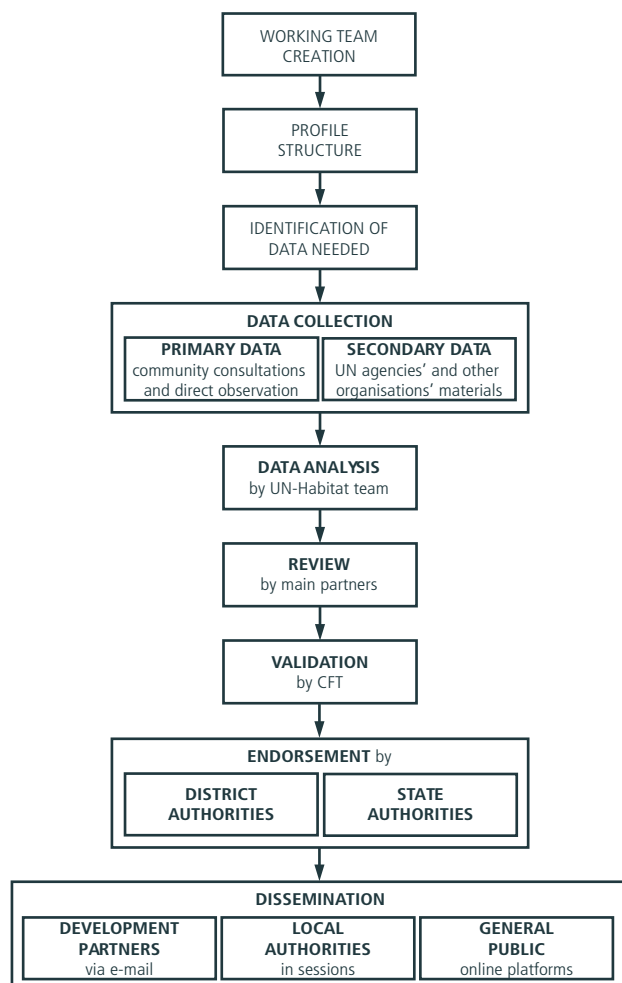 WORKING TEAM
CREATION
PROFILE
STRUCTURE
IDENTIFICATION OF
DATA NEEDED
DATA COLLECTION
PRIMARY DATA
community consultations
and direct observation
SECONDARY DATA
UN agencies’ and other
organisations’ materials
DATA ANALYSIS
by UN-Habitat team
REVIEW
by main partners
VALIDATION
by CFT
ENDORSEMENT by
DISTRICT
AUTHORITIES
STATE
AUTHORITIES
DISSEMINATION
DEVELOPMENT
PARTNERS
via e-mail
LOCAL
AUTHORITIES
in sessions
GENERAL
PUBLIC
online platforms